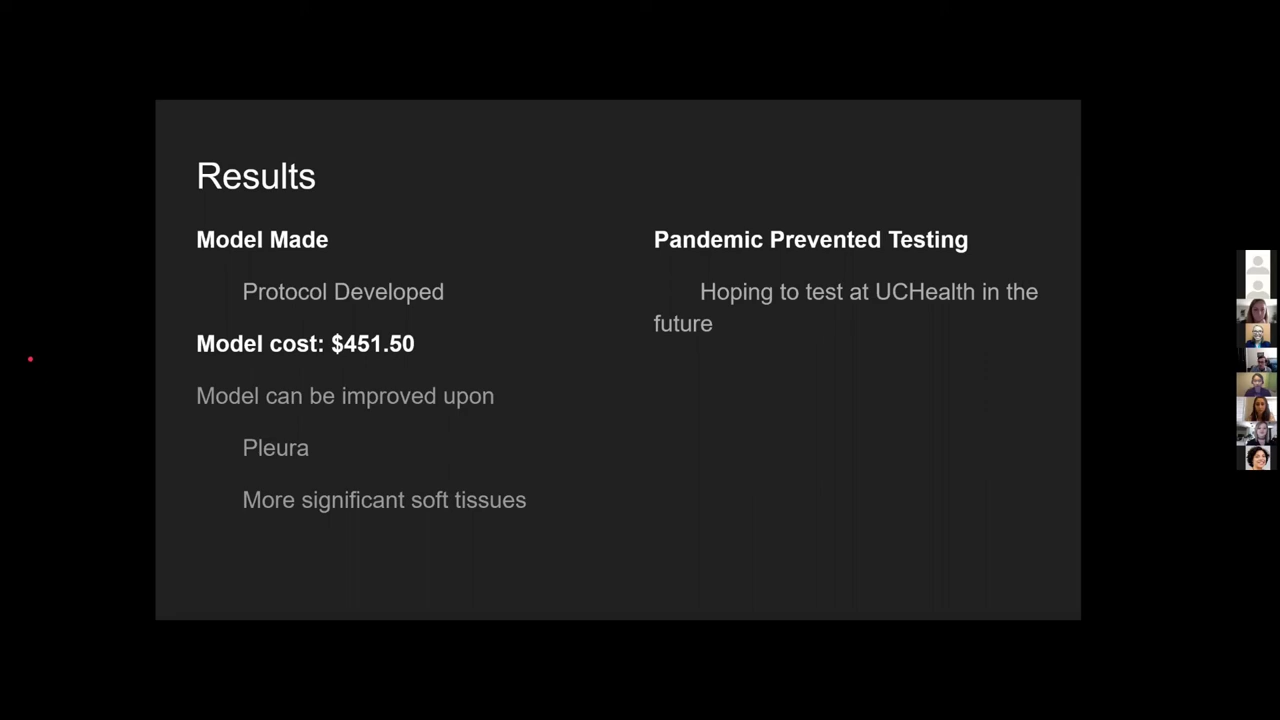 Results
Model Made
Protocol Developed
Model cost: $451.50
Model can be improved upon
Pleura
More significant soft tissues
Pandemic Prevented Testing
Hoping to test at UCHealth in the
future